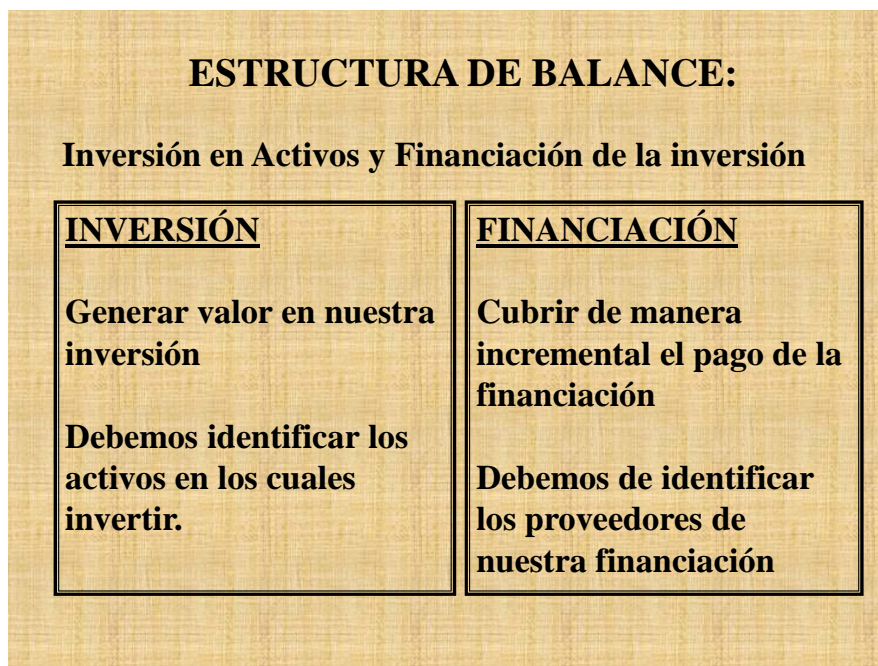 ESTRUCTURA DE BALANCE:
Inversión en Activos y Financiación de la inversión
INVERSIÓN
Generar valor en nuestra
inversión
Debemos identificar los
activos en los cuales
invertir.
FINANCIACIÓN
Cubrir de manera
incremental el pago de la
financiación
Debemos de identificar
los proveedores de
nuestra financiación